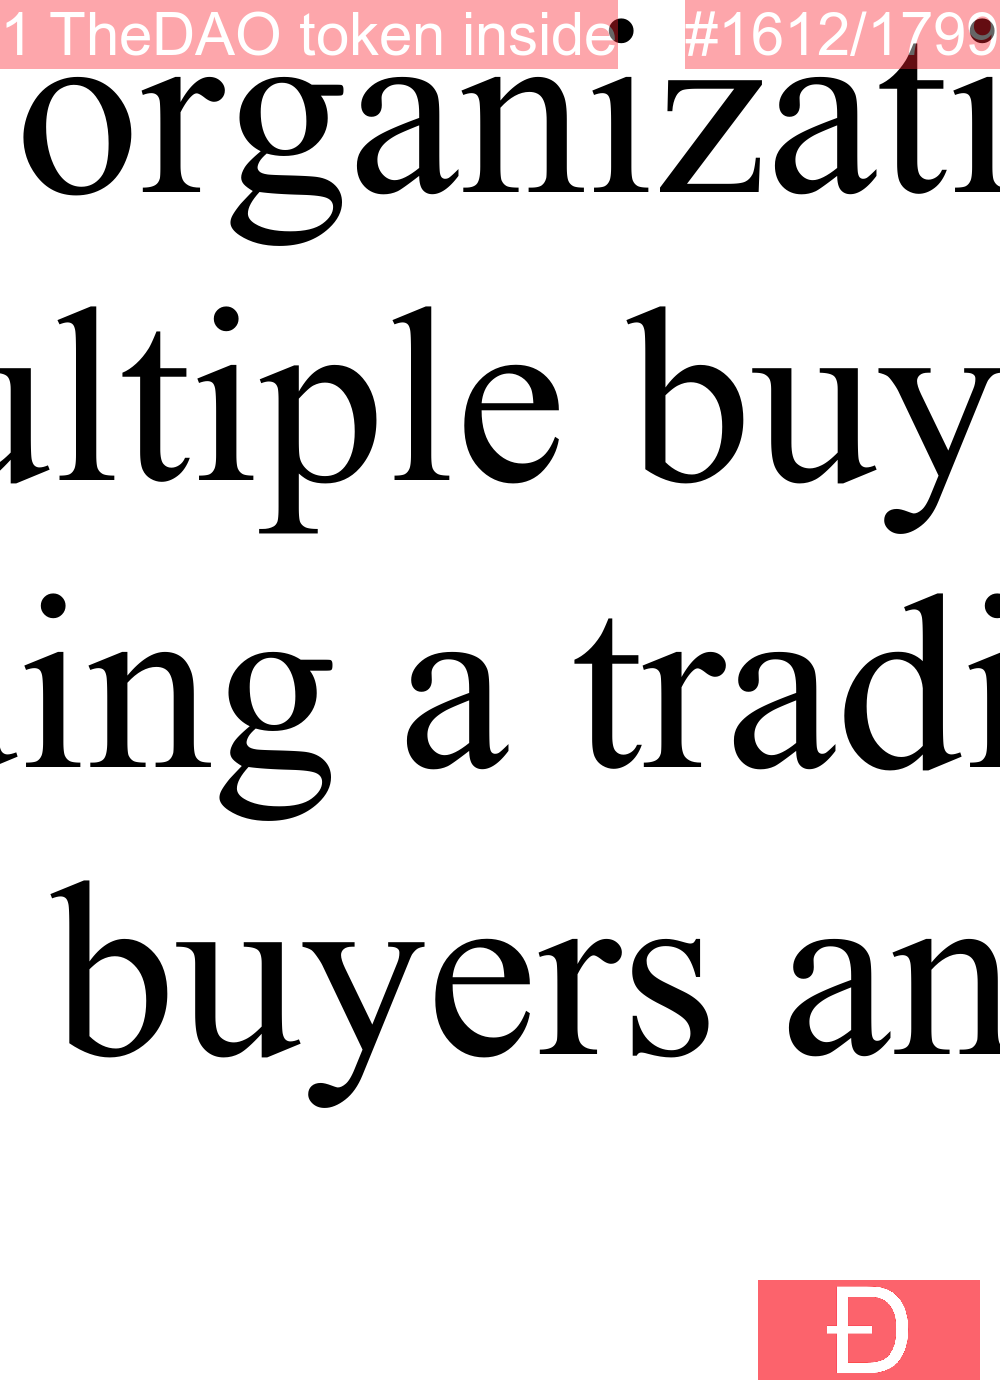 1 TheDAO token inside #1612/1799
organizati
ultiple buy
ing a tradi
buyers an
Đ